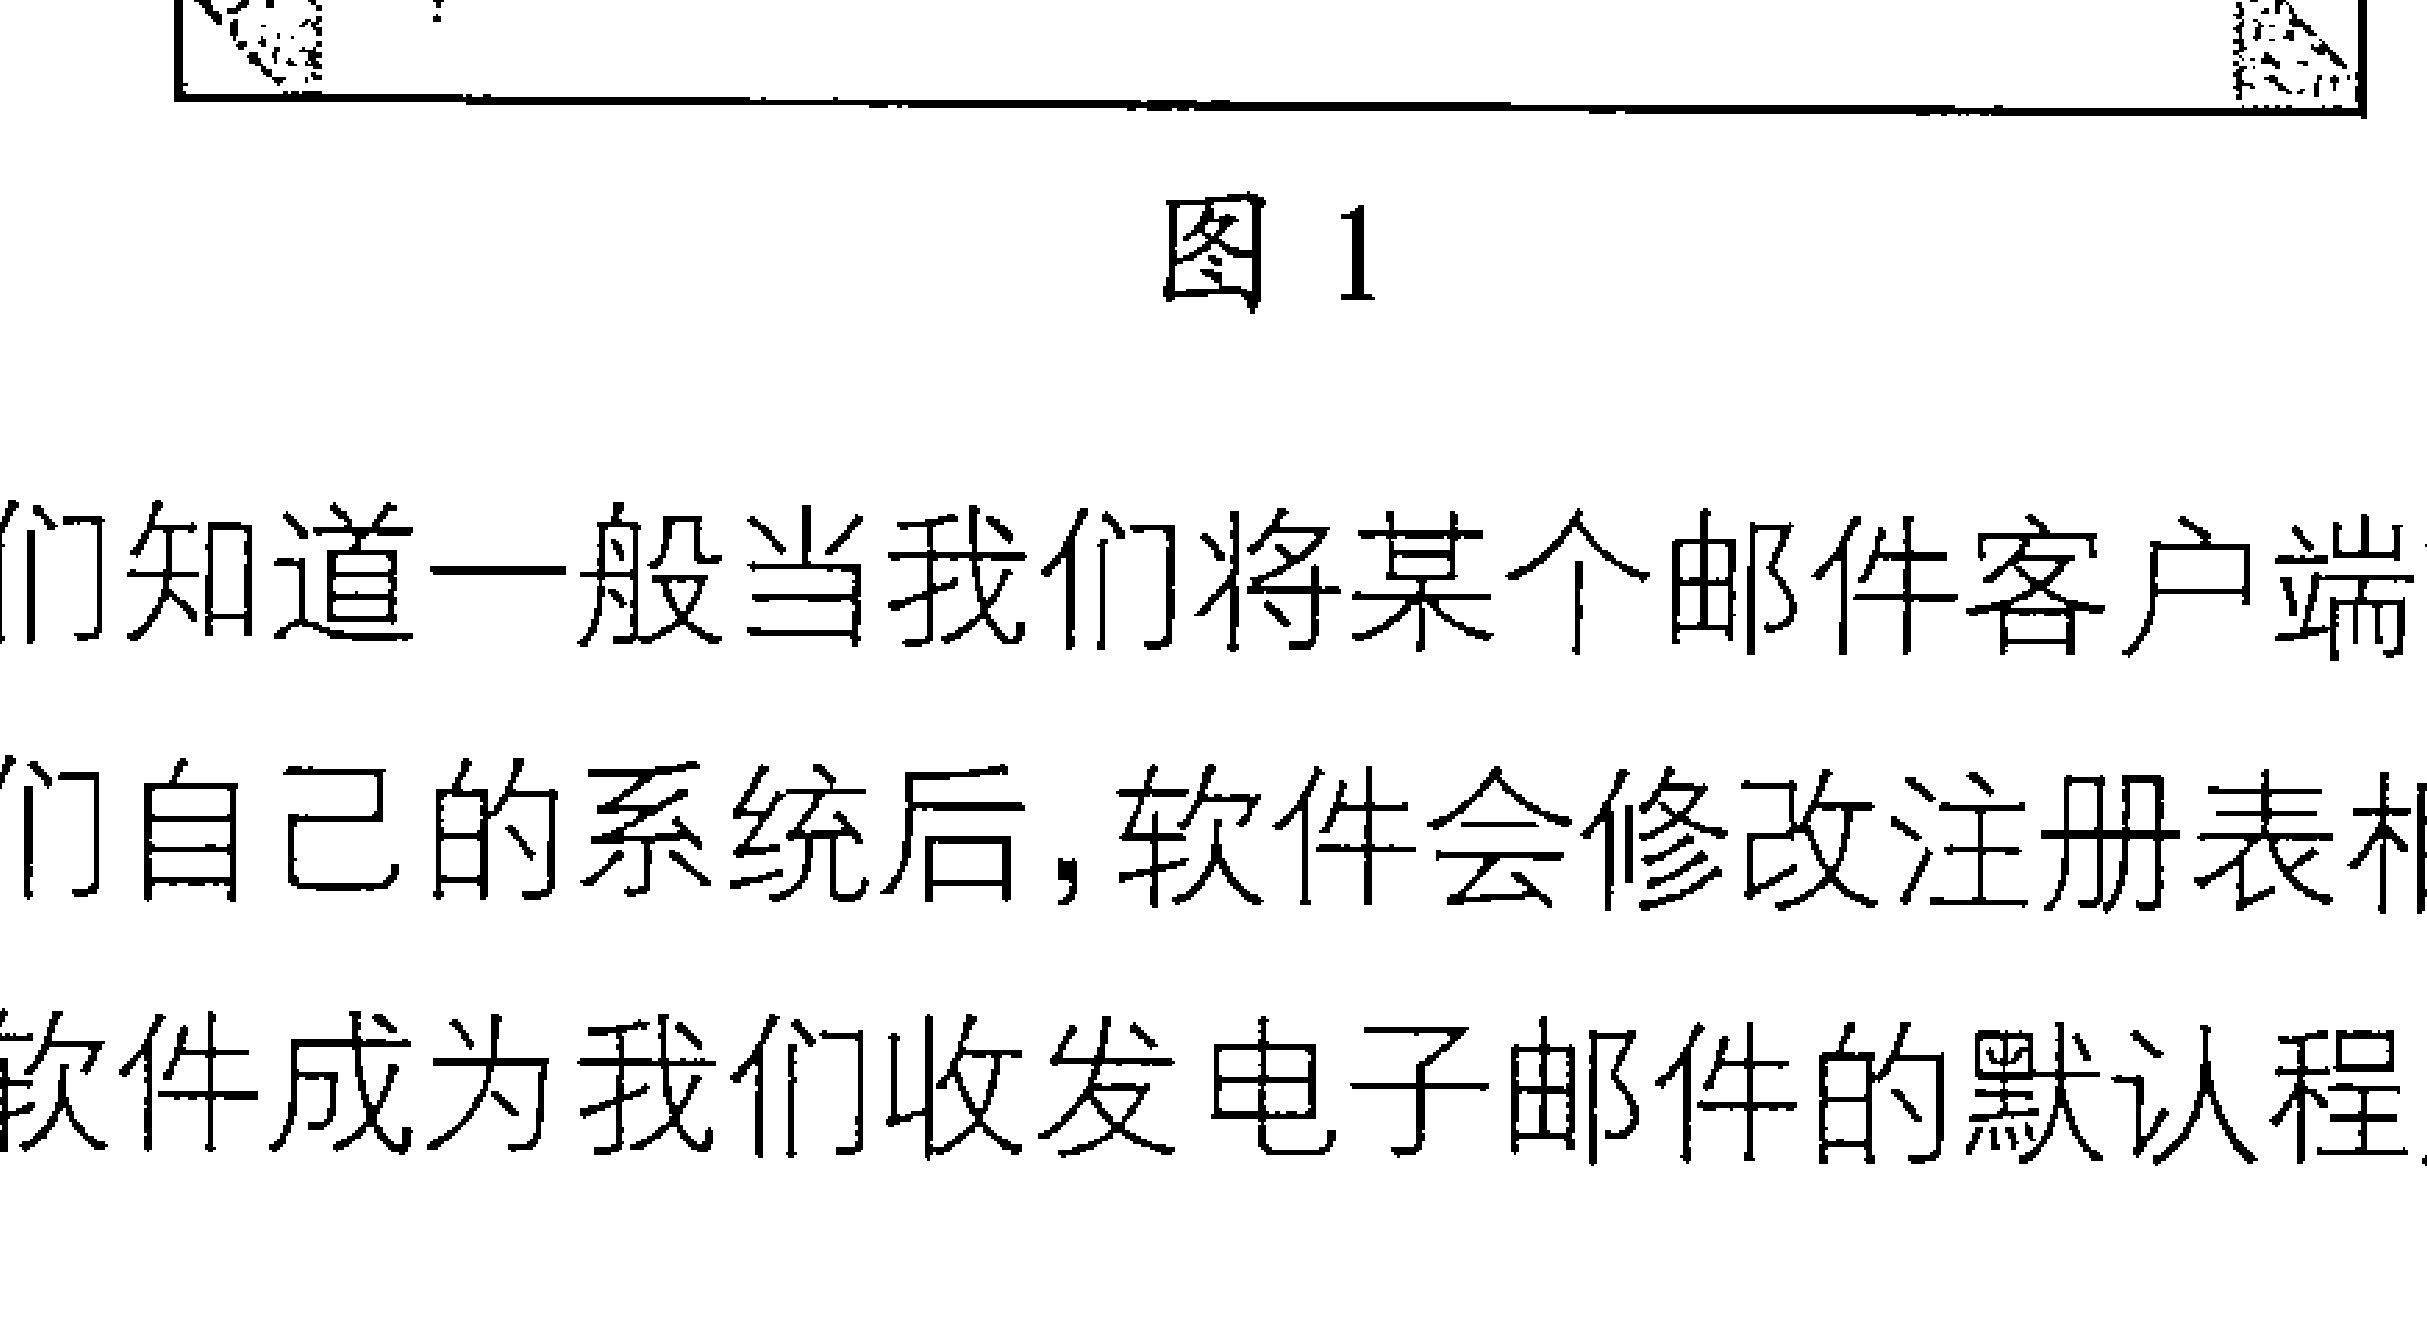 图 1
们知道一般当我们将某个邮件客户端
们自己的系统后,软件会修改注册表
软件成为我们收发电子邮件的默认程